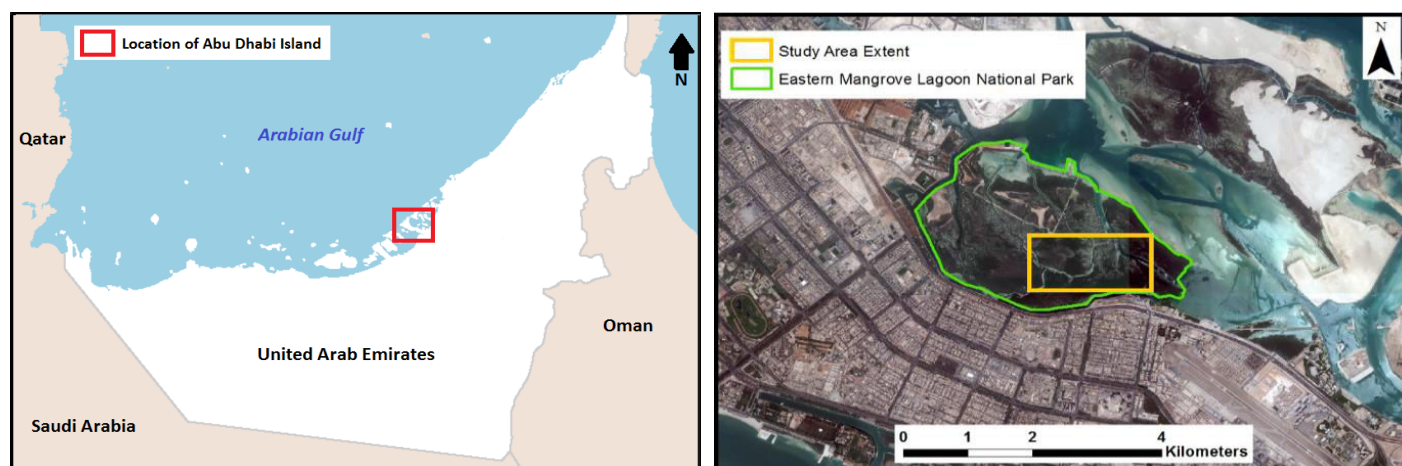 Location of Abu Dhabi Island
N
Qatar
Arabian Gulf
Oman
United Arab Emirates
Saudi Arabia
Study Area Extent
Eastern Mangrove Lagoon National Park
N
0 1 2 4
Kilometers